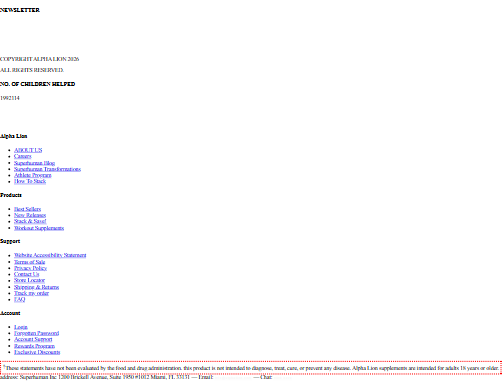 NEWSLETTER
COPYRIGHT ALPHA LION 2026
ALL RIGHTS RESERVED.
NO. OF CHILDREN HELPED
1992114
Alpha Lion
ABOUT US
Careers
Superhuman Blog
Superhuman Transformations
Athlete Program
How To Stack
Products
Best Sellers
New Releases
Stack & Save!
Workout Supplements
Support
Website Accessibility Statement
Terms of Sale
Privacy Policy
Contact Us
Store Locator
Shipping & Returns
Track my order
FAQ
Account
Login
Forgotten Password
Account Support
Rewards Program
Exclusive Discounts
*These statements have not been evaluated by the food and drug administration, this product is not intended to diagnose, treat, cure, or prevent any disease. Alpha Lion supplements are intended for adults 18 years or older.
address: Superhuman Inc 1200 Brickell Avenue, Suite 1950 #1012 Miami, FL 33131 — Email — Chat